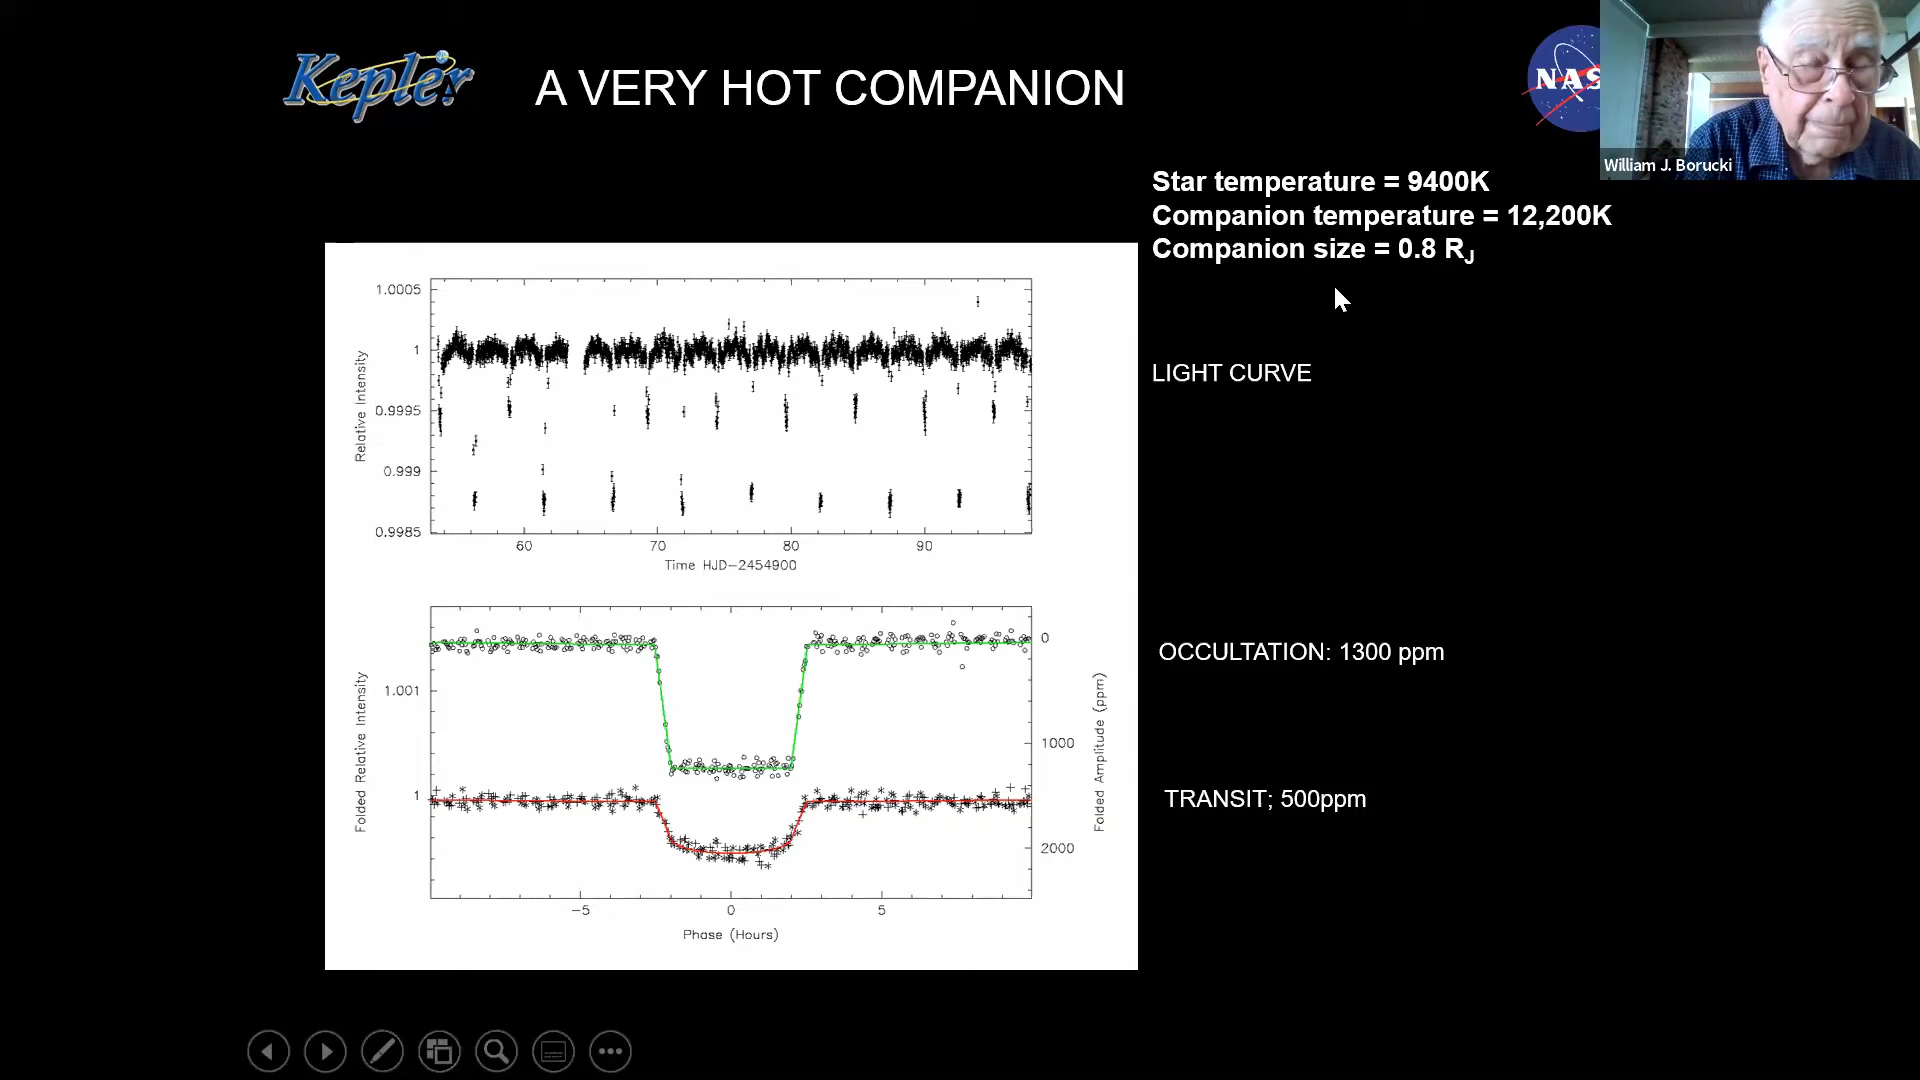 Kepler
A VERY HOT COMPANION
NAS
William J. Borucki
Star temperature = 9400K
Companion temperature = 12,200K
Companion size = 0.8 RJ
LIGHT CURVE
OCCULTATION: 1300 ppm
TRANSIT; 500ppm
1.0005
1
0.9995
0.999
0.9985
Relative Intensity
60 70 80 90
Time HJD-2454900
1.001
1
Folded Relative Intensity
0
1000
2000
Folded Amplitude (ppm)
-5 0 5
Phase (Hours)